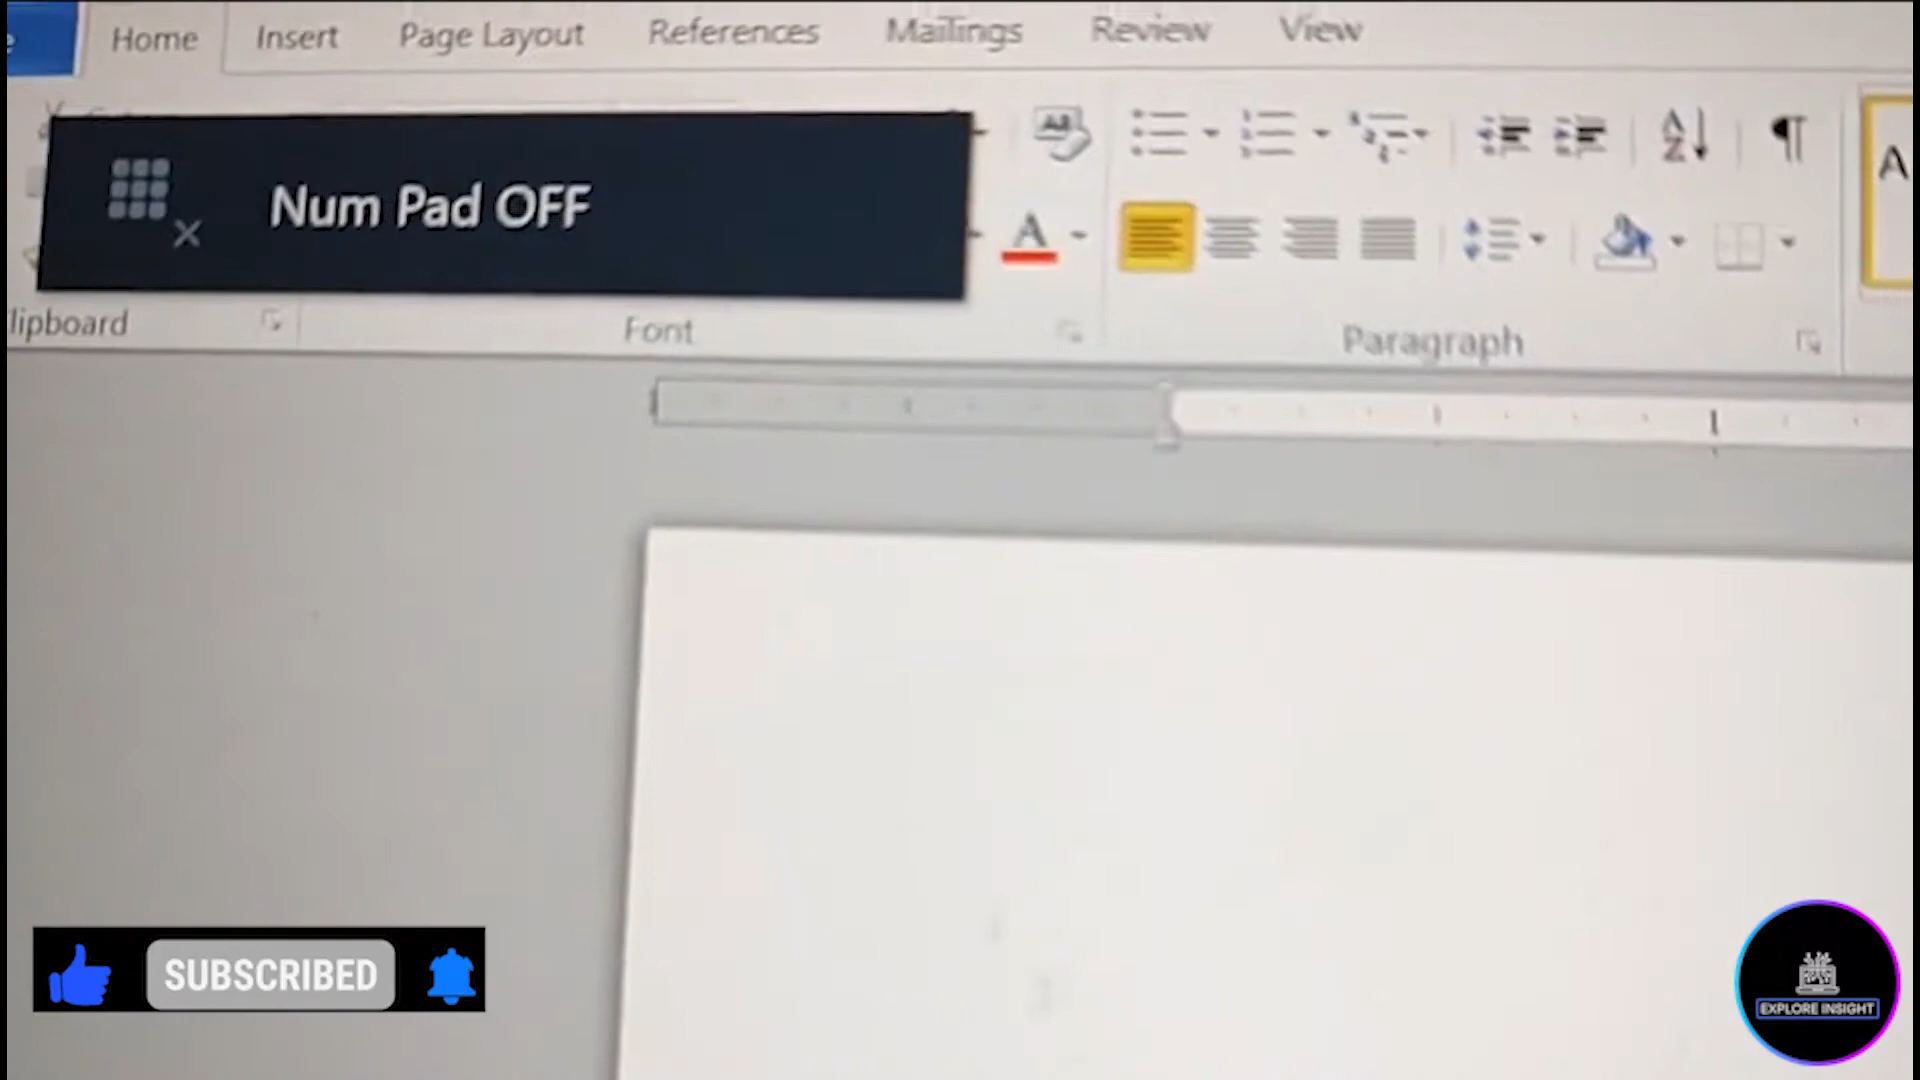 Home Insert Page Layout References Mailings Review View
Num Pad OFF
lipboard Font Paragraph
SUBSCRIBED
EXPLORE INSIGHT